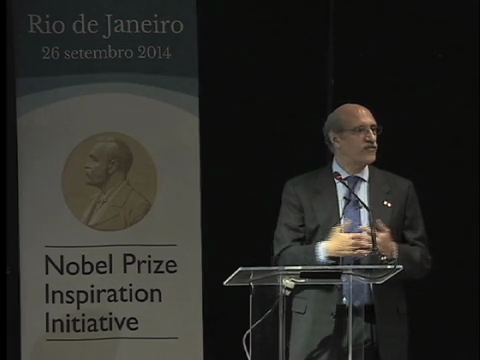 Rio de Janeiro
26 setembro 2014
Nobel Prize
Inspiration
Initiative